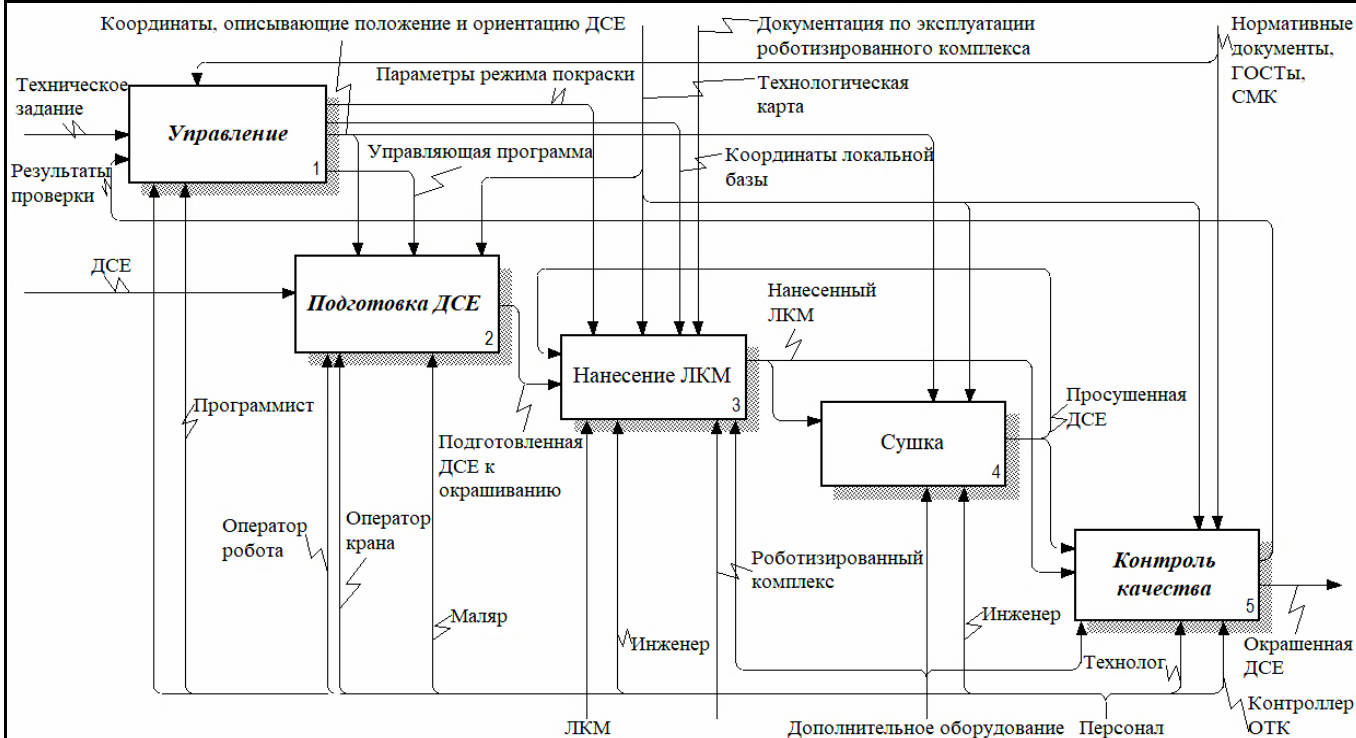 Координаты, описывающие положение и ориентацию ДСЕ
Документация по эксплуатации
роботизированного комплекса
Нормативные
документы,
ГОСТы,
СМК
Техническое
задание
Параметры режима покраски
Технологическая
карта
Управление
1
Управляющая программа
Координаты локальной
базы
Результаты
проверки
ДСЕ
Подготовка ДСЕ
2
Нанесенный
ЛКМ
Нанесение ЛКМ
3
Программист
Просушенная
ДСЕ
Подготовленная
ДСЕ к
окрашиванию
Сушка
4
Оператор
робота
Оператор
крана
Роботизированный
комплекс
Контроль
качества
5
Маляр
Инженер
Инженер
Технолог
Окрашенная
ДСЕ
ЛКМ
Дополнительное оборудование
Персонал
Контроллер
ОТК